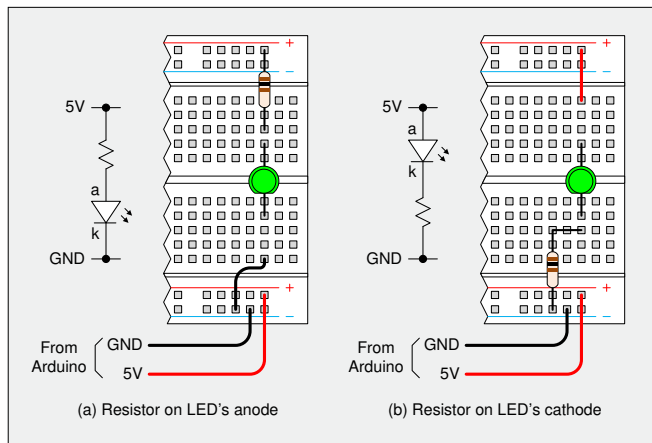 +
−
5V
a
k
GND
+
−
From
Arduino
GND
5V
(a) Resistor on LED's anode
+
−
5V
a
k
GND
+
−
From
Arduino
GND
5V
(b) Resistor on LED's cathode